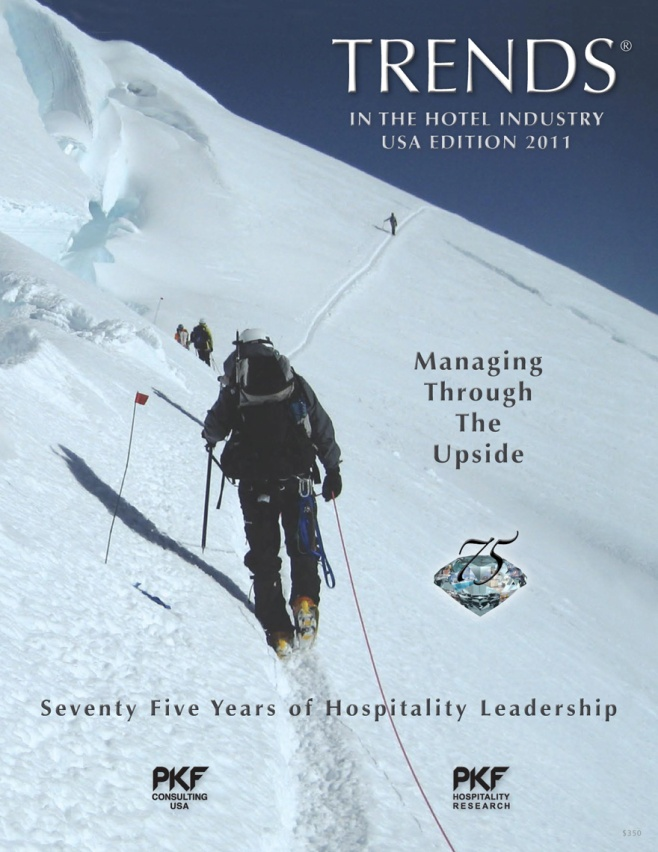 TRENDS®
IN THE HOTEL INDUSTRY
USA EDITION 2011
Managing
Through
The
Upside
75
Seventy Five Years of Hospitality Leadership
PKF
CONSULTING
USA
PKF
HOSPITALITY
RESEARCH
$350